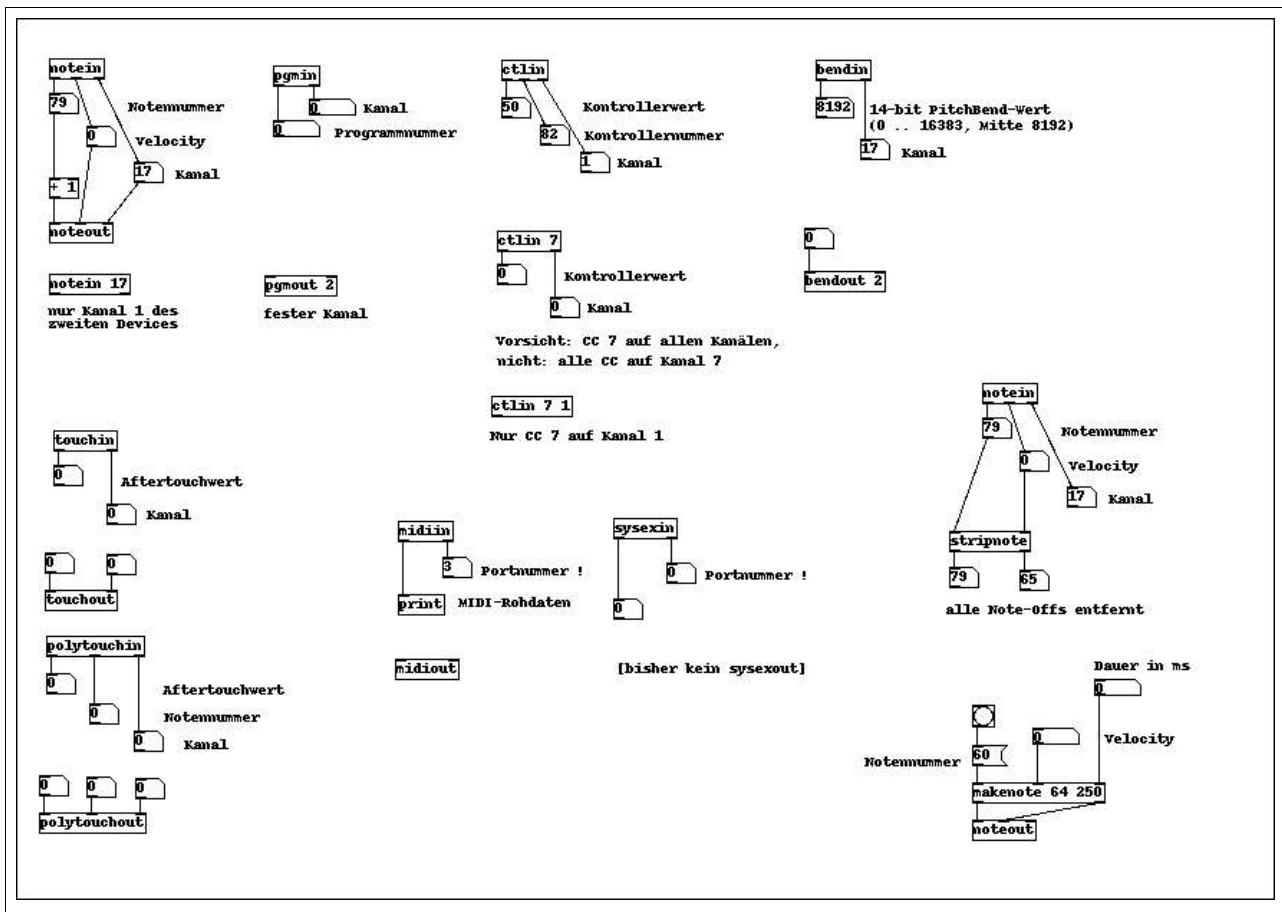 notein
79
Notennummer
0
Velocity
17
Kanal
+ 1
noteout
notein 17
nur Kanal 1 des
zweiten Devices
pgmin
0
Kanal
0
Programmnummer
pgmout 2
fester Kanal
ctlin
50
Kontrollerwert
82
Kontrollernummer
1
Kanal
ctlin 7
0
Kontrollerwert
0
Kanal
Vorsicht: CC 7 auf allen Kanälen,
nicht: alle CC auf Kanal 7
ctlin 7 1
Nur CC 7 auf Kanal 1
bendin
8192
14-bit PitchBend-Wert
(0 .. 16383, Mitte 8192)
17
Kanal
0
bendout 2
touchin
0
Aftertouchwert
0
Kanal
0
0
touchout
polytouchin
0
Aftertouchwert
0
Notennummer
0
Kanal
0
0
0
polytouchout
midiin
3
Portnummer !
print
MIDI-Rohdaten
midiout
sysexin
0
Portnummer !
0
[bisher kein sysexout]
notein
79
Notennummer
0
Velocity
17
Kanal
stripnote
79
65
alle Note-Offs entfernt
Dauer in ms
0
0
Velocity
Notennummer
60
makenote 64 250
noteout